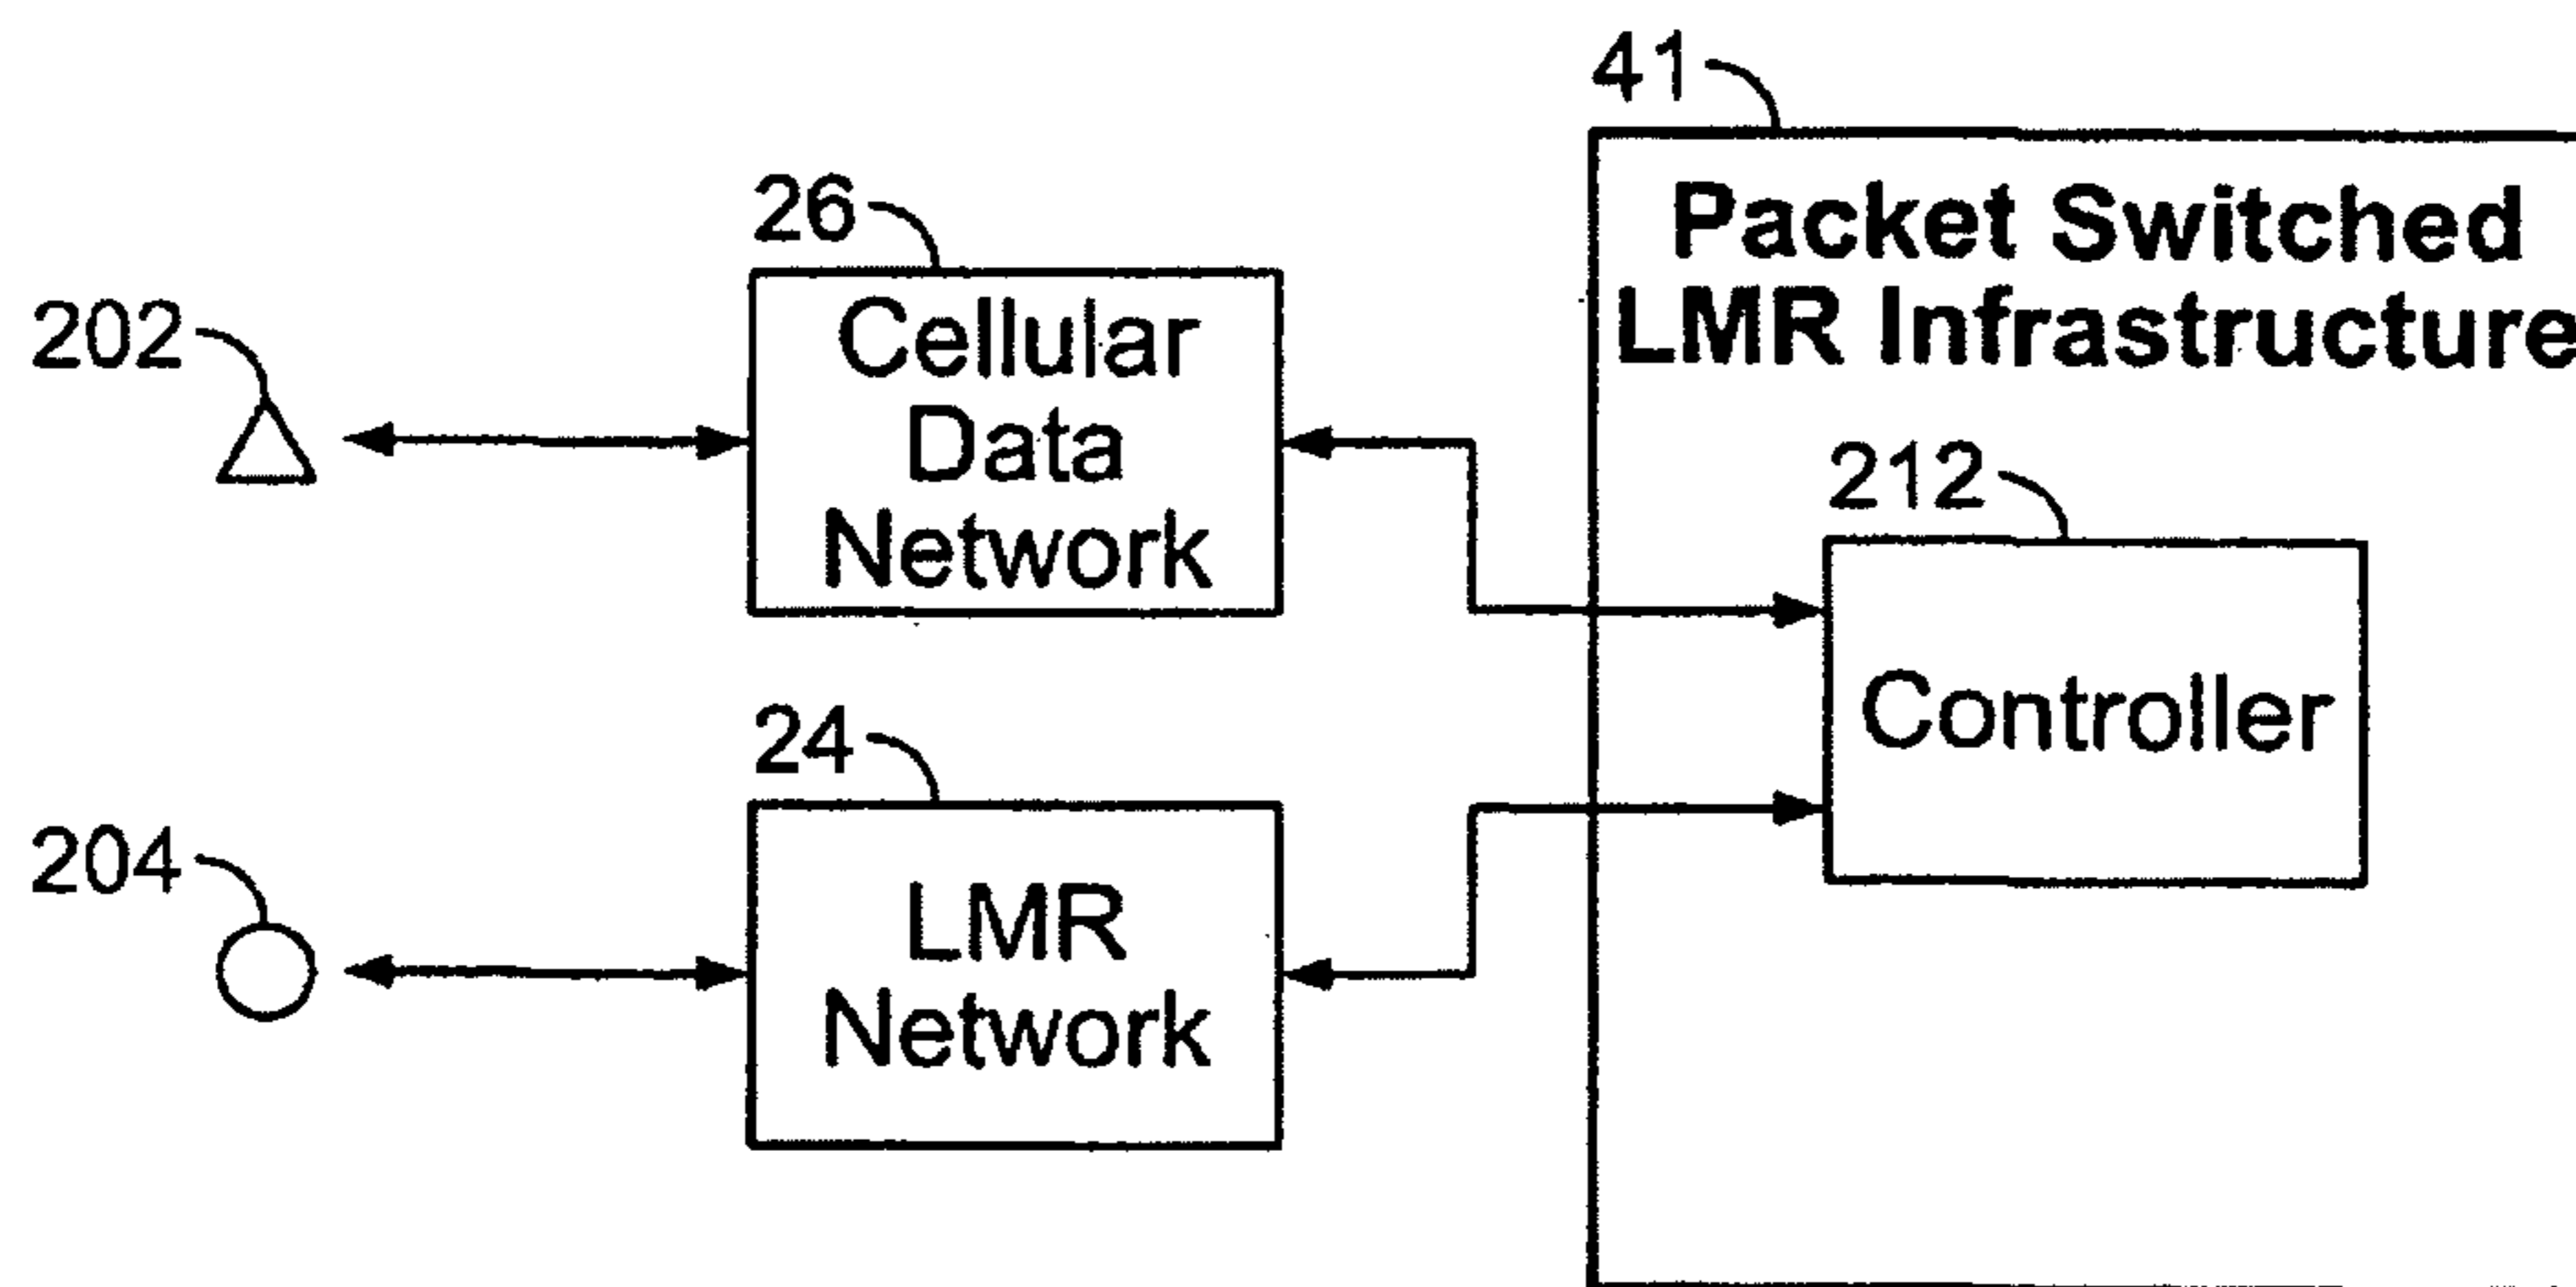 41
Packet Switched
LMR Infrastructure
26
Cellular
Data
Network
202
212
Controller
24
LMR
Network
204